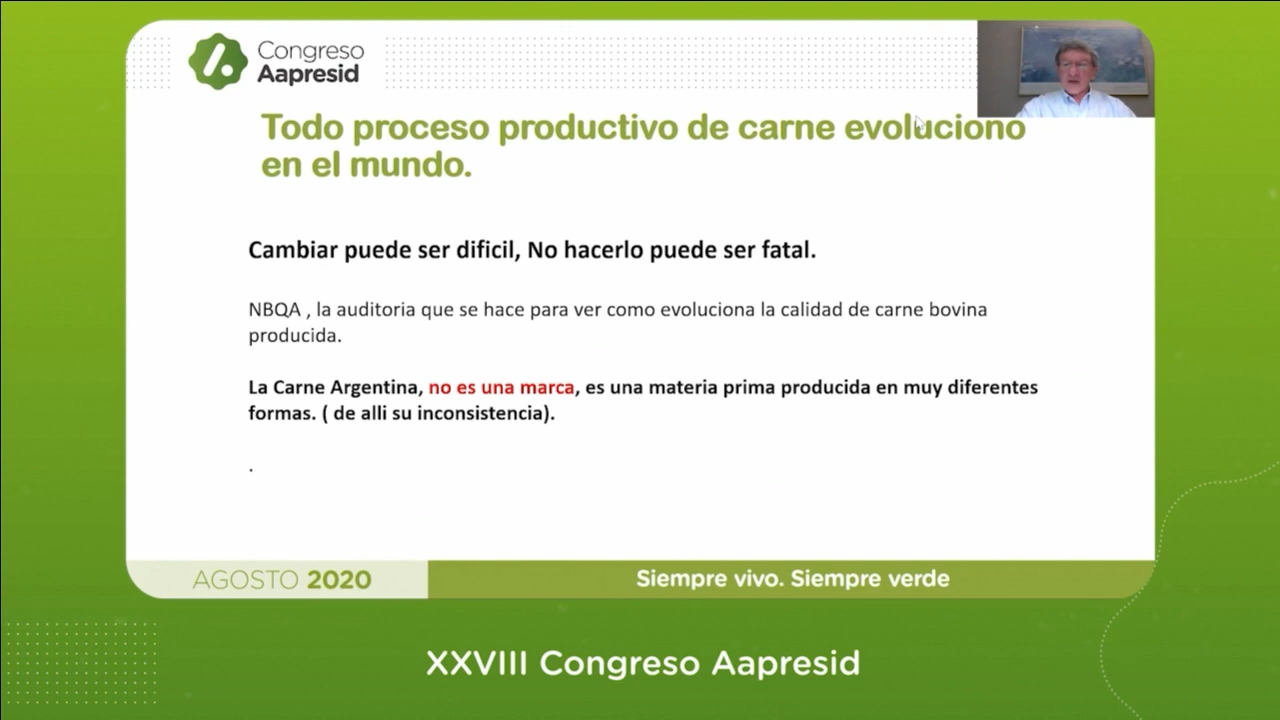 Congreso
Aapresid
Todo proceso productivo de carne evoluciono
en el mundo.
Cambiar puede ser dificil, No hacerlo puede ser fatal.
NBQA , la auditoria que se hace para ver como evoluciona la calidad de carne bovina
producida.
La Carne Argentina, no es una marca, es una materia prima producida en muy diferentes
formas. ( de alli su inconsistencia).
.
AGOSTO 2020
Siempre vivo. Siempre verde
XXVIII Congreso Aapresid